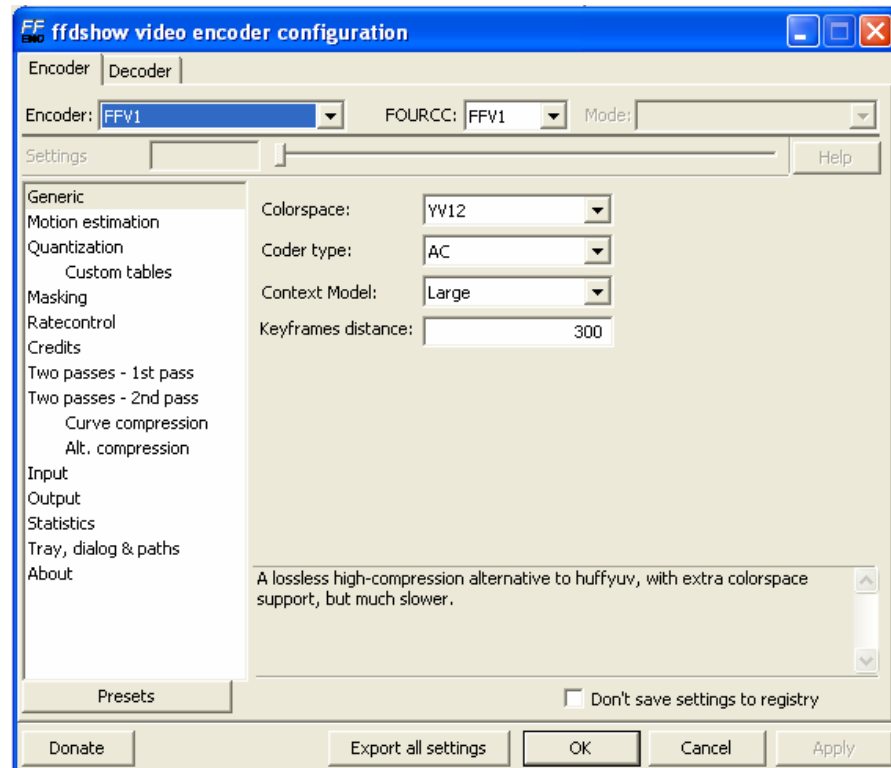 FF
ENC
ffdshow video encoder configuration
Encoder
Decoder
Encoder:
FFV1
FOURCC:
FFV1
Mode:
Settings
Help
Generic
Motion estimation
Quantization
Custom tables
Masking
Ratecontrol
Credits
Two passes - 1st pass
Two passes - 2nd pass
Curve compression
Alt. compression
Input
Output
Statistics
Tray, dialog & paths
About
Colorspace:
YV12
Coder type:
AC
Context Model:
Large
Keyframes distance:
300
A lossless high-compression alternative to huffyuv, with extra colorspace
support, but much slower.
Presets
Don't save settings to registry
Donate
Export all settings
OK
Cancel
Apply